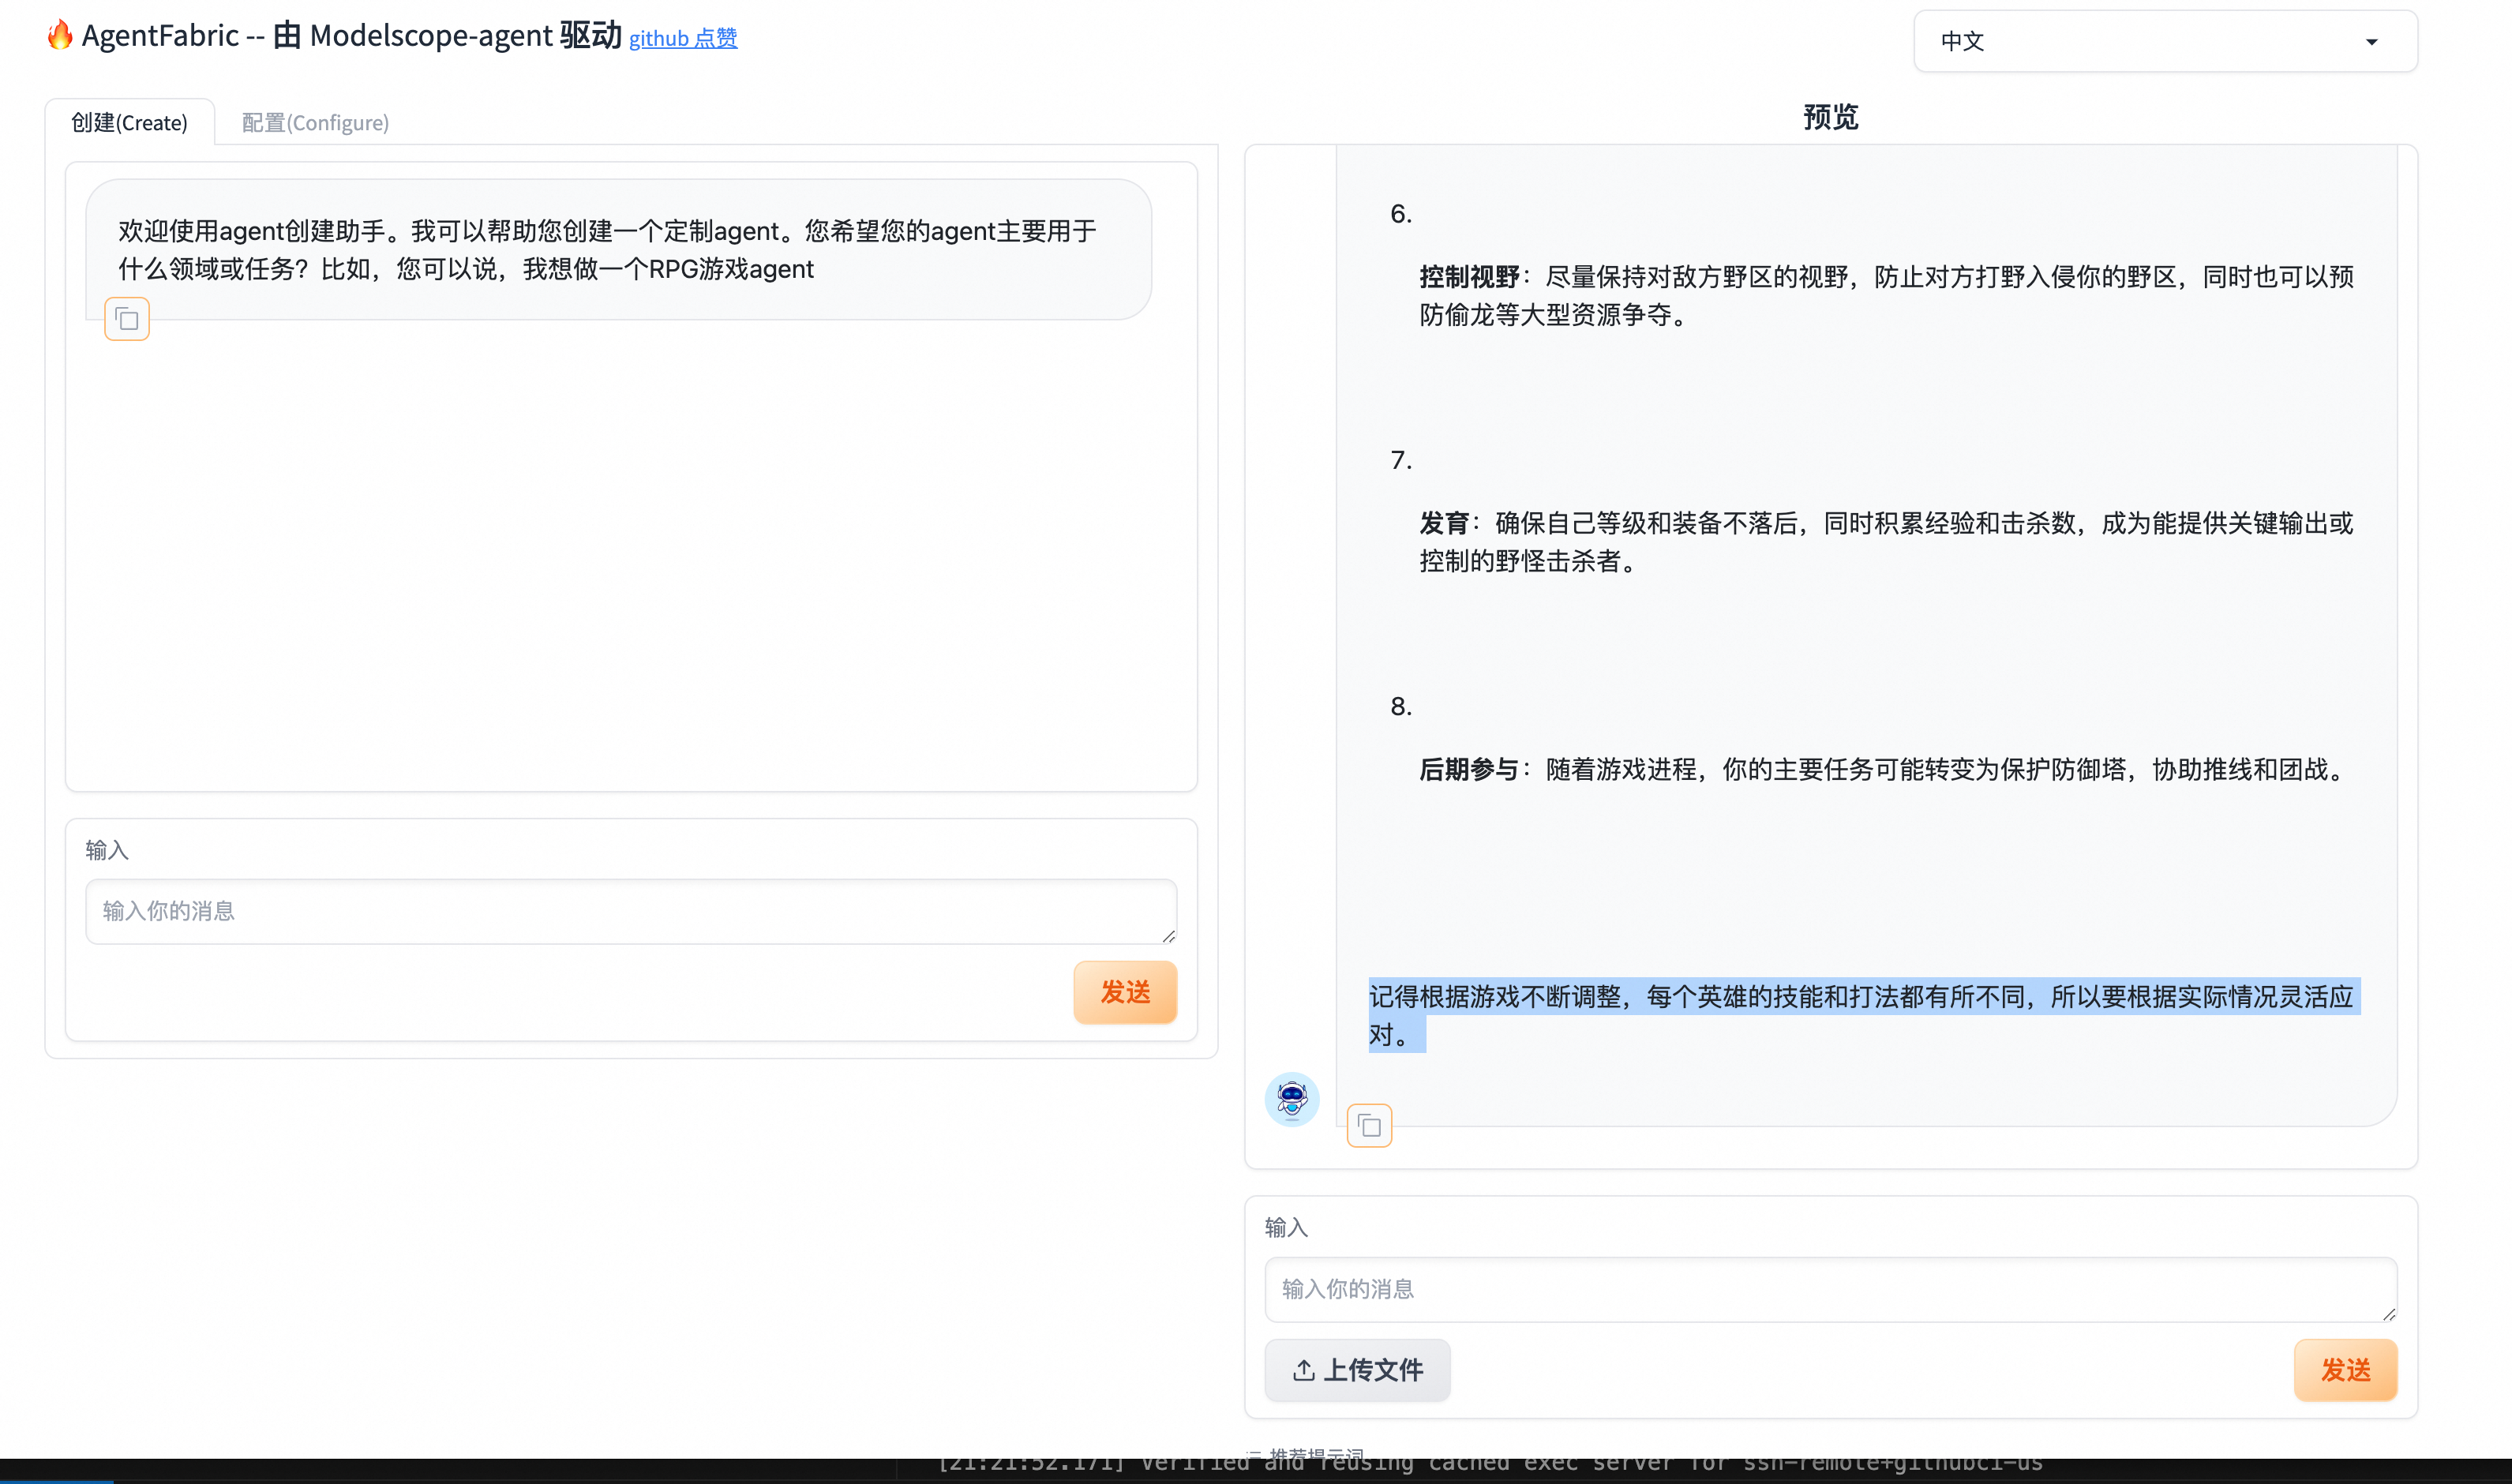 🔥 AgentFabric -- 由 Modelscope-agent 驱动 github 点赞
中文
创建(Create)
配置(Configure)
欢迎使用agent创建助手。我可以帮助您创建一个定制agent。您希望您的agent主要用于
什么领域或任务？比如，您可以说，我想做一个RPG游戏agent
输入
输入你的消息
发送
预览
6.
控制视野：尽量保持对敌方野区的视野，防止对方打野入侵你的野区，同时也可以预
防偷龙等大型资源争夺。
7.
发育：确保自己等级和装备不落后，同时积累经验和击杀数，成为能提供关键输出或
控制的野怪击杀者。
8.
后期参与：随着游戏进程，你的主要任务可能转变为保护防御塔，协助推线和团战。
记得根据游戏不断调整，每个英雄的技能和打法都有所不同，所以要根据实际情况灵活应
对。
输入
输入你的消息
上传文件
发送
推荐提示词
[21:21:52.171] Verified and reusing cached exec server for ssh-remote+githubci-us